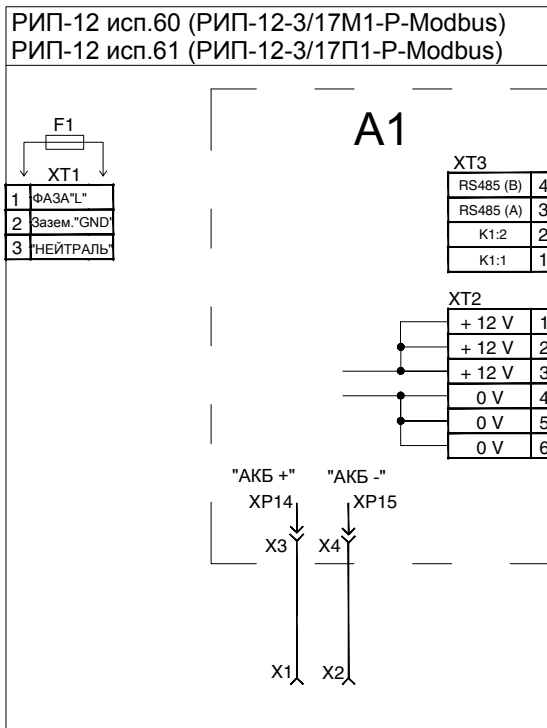 РИП-12 исп.60 (РИП-12-3/17М1-Р-Modbus)
РИП-12 исп.61 (РИП-12-3/17П1-Р-Modbus)
A1
F1
XT1
1 ФАЗА"L"
2 Зазем."GND"
3 "НЕЙТРАЛЬ"
XT3
RS485 (B) 4
RS485 (A) 3
K1:2 2
K1:1 1
XT2
+ 12 V 1
+ 12 V 2
+ 12 V 3
0 V 4
0 V 5
0 V 6
"АКБ +" "АКБ -"
XP14 XP15
X3 X4
X1 X2